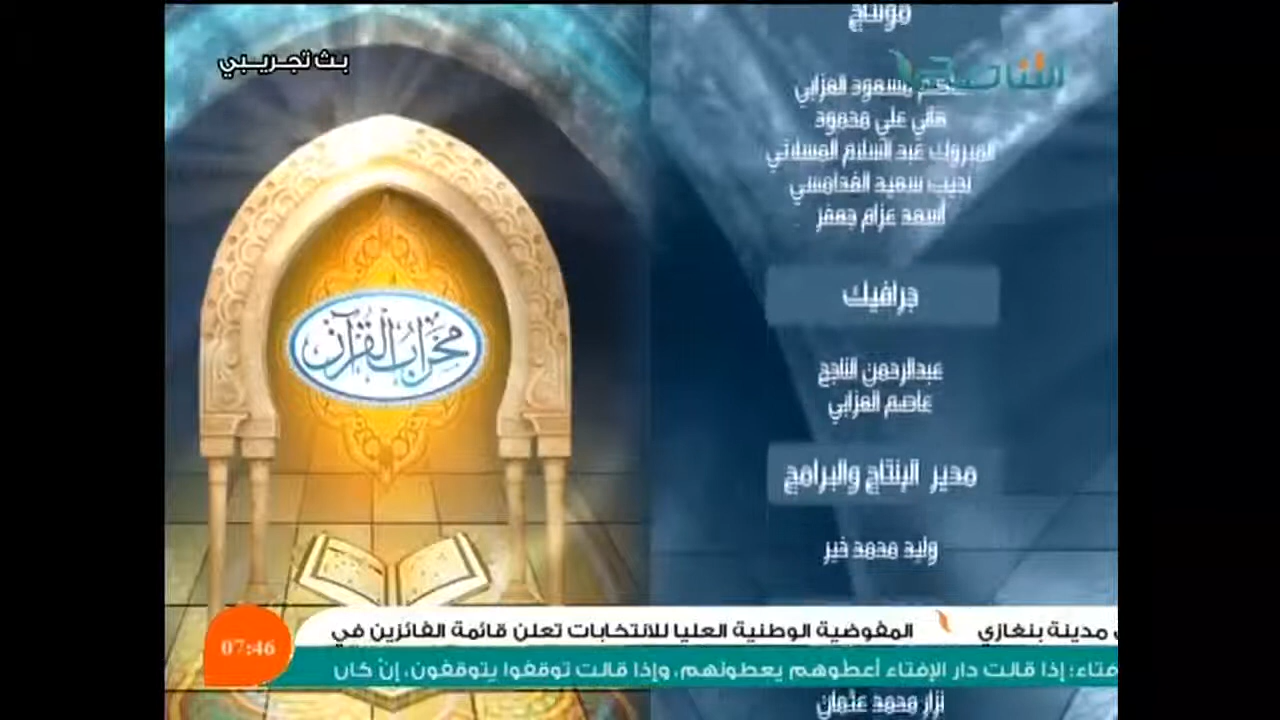 مونتاج
بث تجريبي
مسعود العزابي
هاني علي محمود
المبروك عبد السلام المسلاتي
نجيب سعيد الغدامسي
أسعد عزام جعفر
جرافيك
محراب القرآن
عبدالرحمن الناجح
عاصم العزابي
مدير الإنتاج والبرامج
وليد محمد خير
مدينة بنغازي المفوضية الوطنية العليا للانتخابات تعلن قائمة الفائزين في
07:46
إذا قالت دار الإفتاء أعطوهم يعطونهم، وإذا قالت توقفوا يتوقفون، إن كان
نزار محمد عثمان